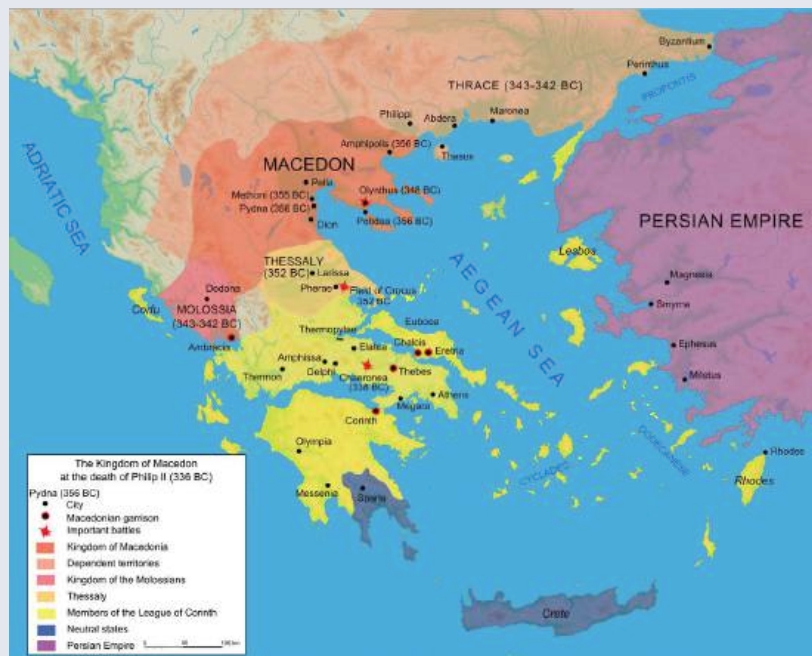 Byzantium
Perinthus
THRACE (343-342 BC)
PROPONTIS
Philippi
Abdera
Maronea
Amphipolis (356 BC)
Thasus
ADRIATIC SEA
MACEDON
Pella
Methoni (355 BC)
Olynthus (348 BC)
Pydna (356 BC)
Potidea (356 BC)
Dion
PERSIAN EMPIRE
THESSALY
(352 BC)
Larissa
Lesbos
AEGEAN SEA
Pherae
Field of Crocus
352 BC
Magnesia
Dodona
Corfu
MOLOSSIA
(343-342 BC)
Smyrna
Ambracia
Thermopylae
Euboea
Elatea
Chalcis
Eretria
Ephesus
Amphissa
Delphi
Thermon
Chaeronea
(338 BC)
Thebes
Miletus
Megara
Athens
Corinth
Olympia
CYCLADES
DODECANESE
Rhodes
Rhodes
Messenia
Sparta
Crete
The Kingdom of Macedon
at the death of Philip II (336 BC)
Pydna (356 BC)
City
Macedonian garrison
Important battles
Kingdom of Macedonia
Dependent territories
Kingdom of the Molossians
Thessaly
Members of the League of Corinth
Neutral states
Persian Empire
0 50 100 km